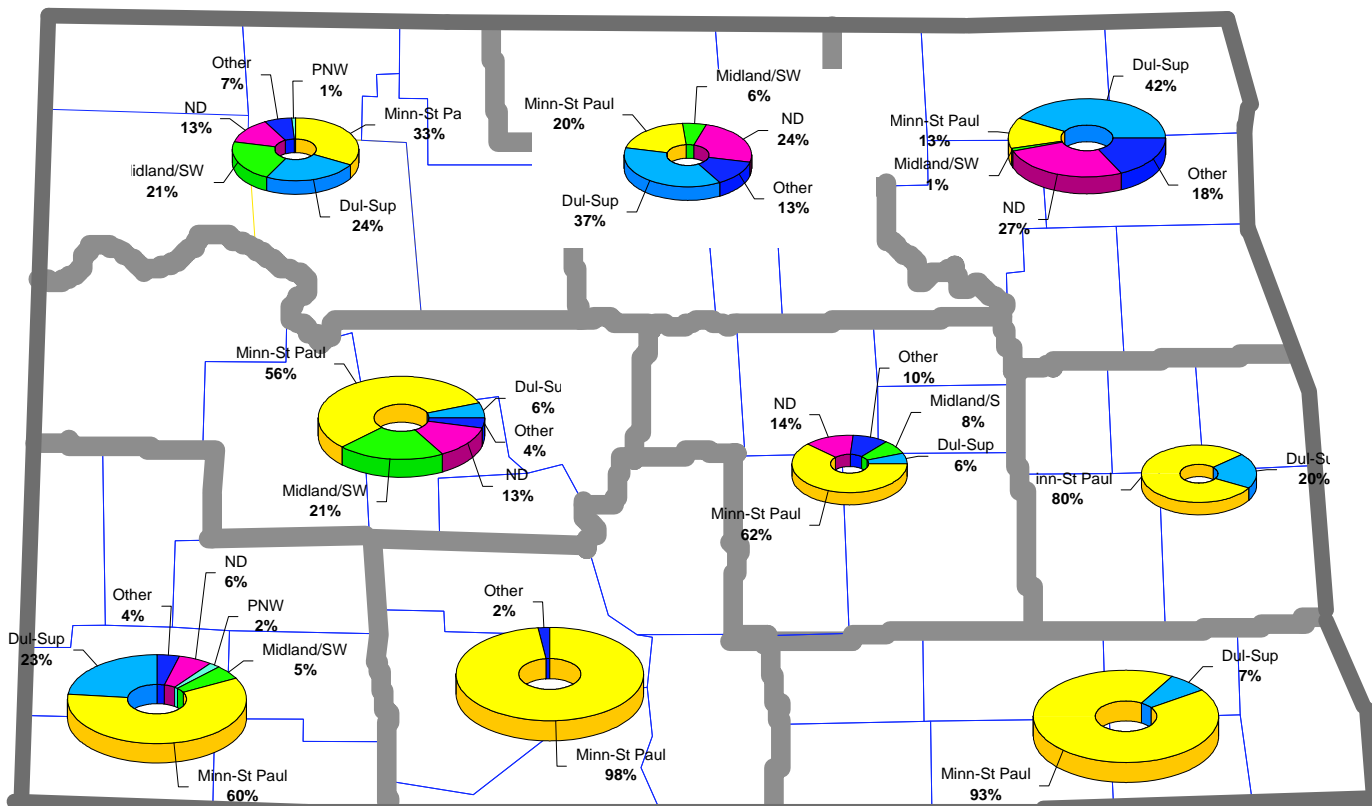 Other
7%
PNW
1%
ND
13%
Minn-St Pa
33%
idland/SW
21%
Dul-Sup
24%
Midland/SW
6%
Minn-St Paul
20%
ND
24%
Dul-Sup
37%
Other
13%
Dul-Sup
42%
Minn-St Paul
13%
Midland/SW
1%
Other
18%
ND
27%
Minn-St Paul
56%
Dul-Su
6%
Other
4%
ND
13%
Midland/SW
21%
Other
10%
ND
14%
Midland/S
8%
Dul-Sup
6%
Minn-St Paul
62%
Dul-Su
20%
inn-St Paul
80%
ND
6%
Other
4%
PNW
2%
Dul-Sup
23%
Midland/SW
5%
Minn-St Paul
60%
Other
2%
Minn-St Paul
98%
Dul-Sup
7%
Minn-St Paul
93%